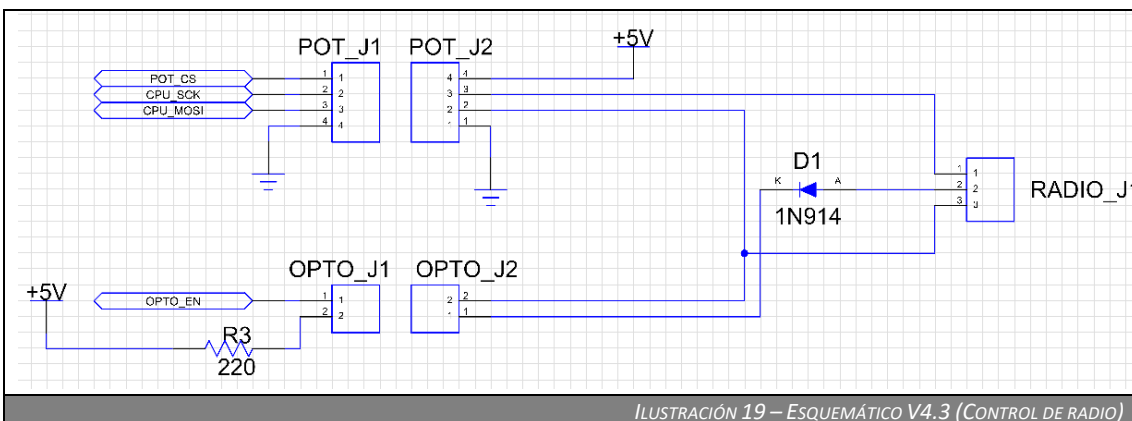 POT_J1
POT_J2
+5V
POT_CS
1
1
4
4
CPU_SCK
2
2
3
3
CPU_MOSI
3
3
2
2
4
4
1
1
D1
K
A
1N914
1
1
2
2
3
3
RADIO_J1
OPTO_J1
OPTO_J2
+5V
OPTO_EN
1
1
2
2
2
2
1
1
R3
220
ILUSTRACIÓN 19 – ESQUEMÁTICO V4.3 (CONTROL DE RADIO)